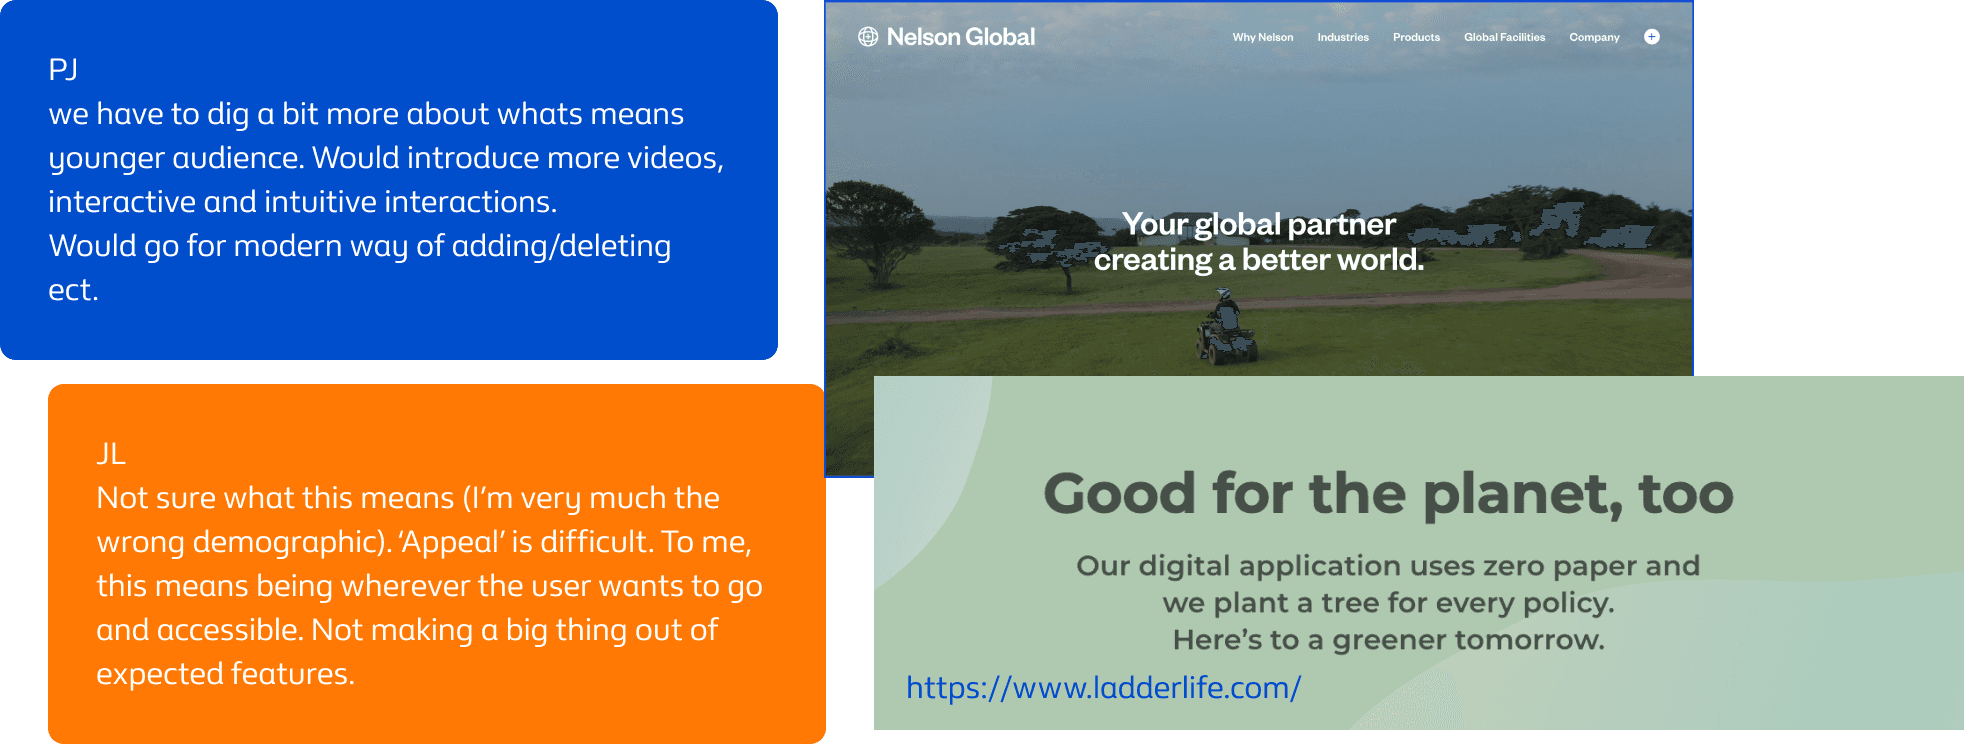 PJ
we have to dig a bit more about whats means
younger audience. Would introduce more videos,
interactive and intuitive interactions.
Would go for modern way of adding/deleting
ect.
JL
Not sure what this means (I’m very much the
wrong demographic). ‘Appeal’ is difficult. To me,
this means being wherever the user wants to go
and accessible. Not making a big thing out of
expected features.
Nelson Global
Why Nelson Industries Products Global Facilities Company
Your global partner
creating a better world.
Good for the planet, too
Our digital application uses zero paper and
we plant a tree for every policy.
Here’s to a greener tomorrow.
https://www.ladderlife.com/